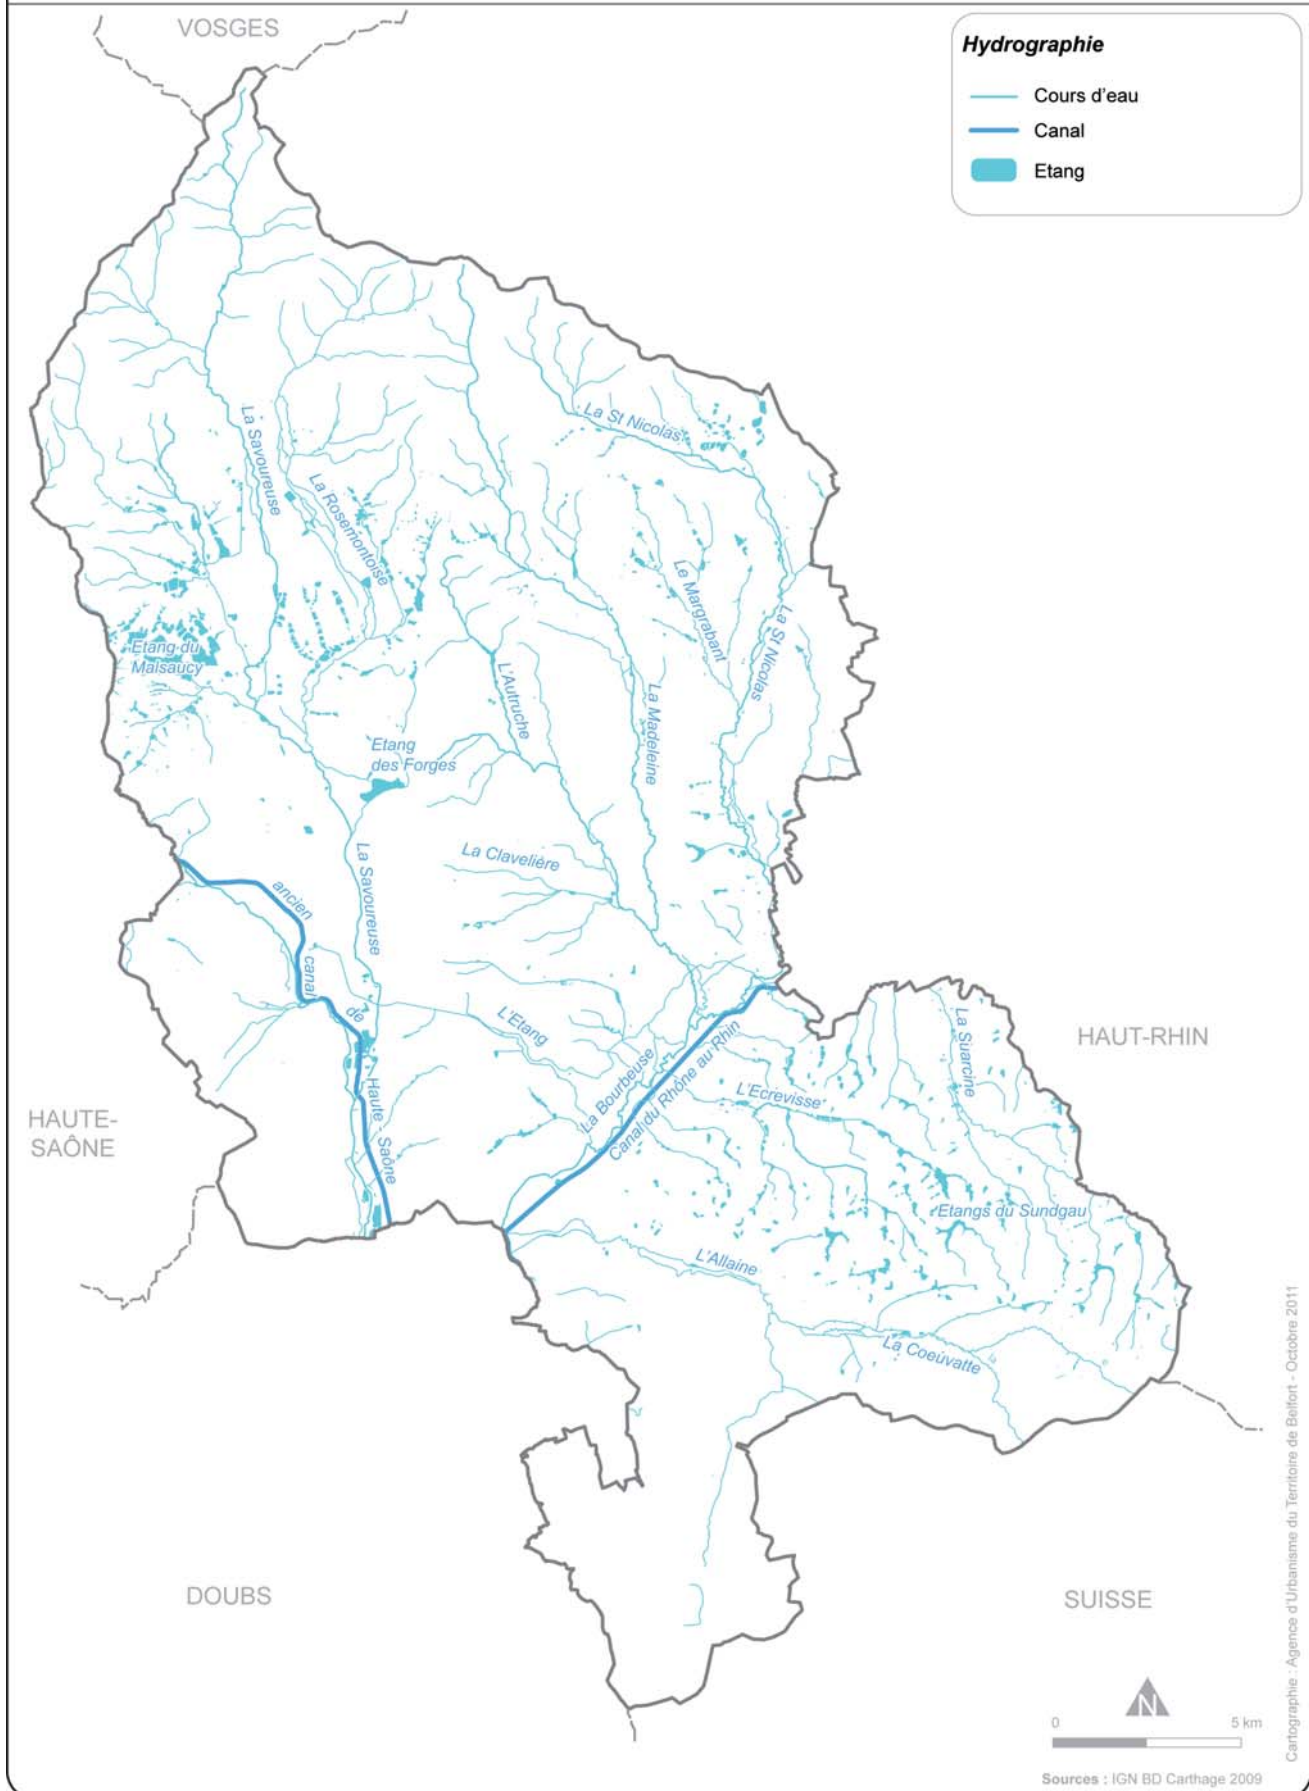 VOSGES
Hydrographie
Cours d'eau
Canal
Etang
La St Nicolas
La Savoureuse
La Rosemontoise
Le Margrabant
La St Nicolas
Etang du
Malsaucy
L'Autruche
La Madeleine
Etang
des Forges
La Claveliére
La Savoureuse
ancien
canal
de
Haute - Saône
L'Etang
La Bourbeuse
Canal du Rhône au Rhin
La Suarcine
HAUT-RHIN
L'Ecrevisse
HAUTE-
SAÔNE
Etangs du Sundgau
L'Allaine
La Coeuvatte
DOUBS
SUISSE
N
0 5 km
Sources : IGN BD Carthage 2009
Cartographie : Agence d'Urbanisme du Territoire de Belfort - Octobre 2011